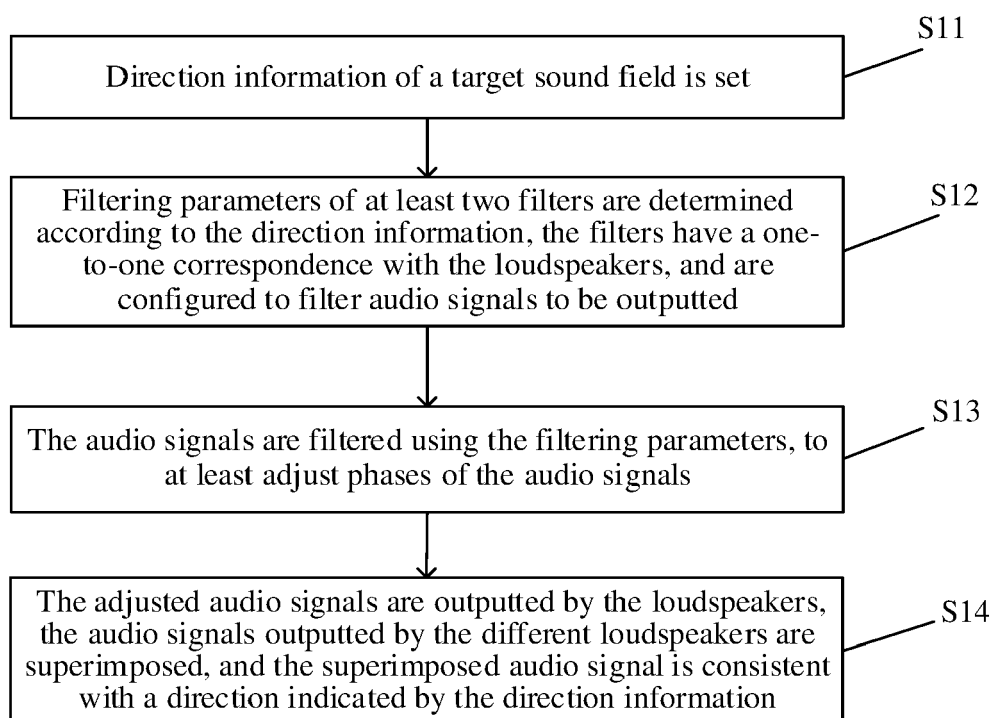 S11
Direction information of a target sound field is set
S12
Filtering parameters of at least two filters are determined
according to the direction information, the filters have a one-
to-one correspondence with the loudspeakers, and are
configured to filter audio signals to be outputted
S13
The audio signals are filtered using the filtering parameters, to
at least adjust phases of the audio signals
S14
The adjusted audio signals are outputted by the loudspeakers,
the audio signals outputted by the different loudspeakers are
superimposed, and the superimposed audio signal is consistent
with a direction indicated by the direction information